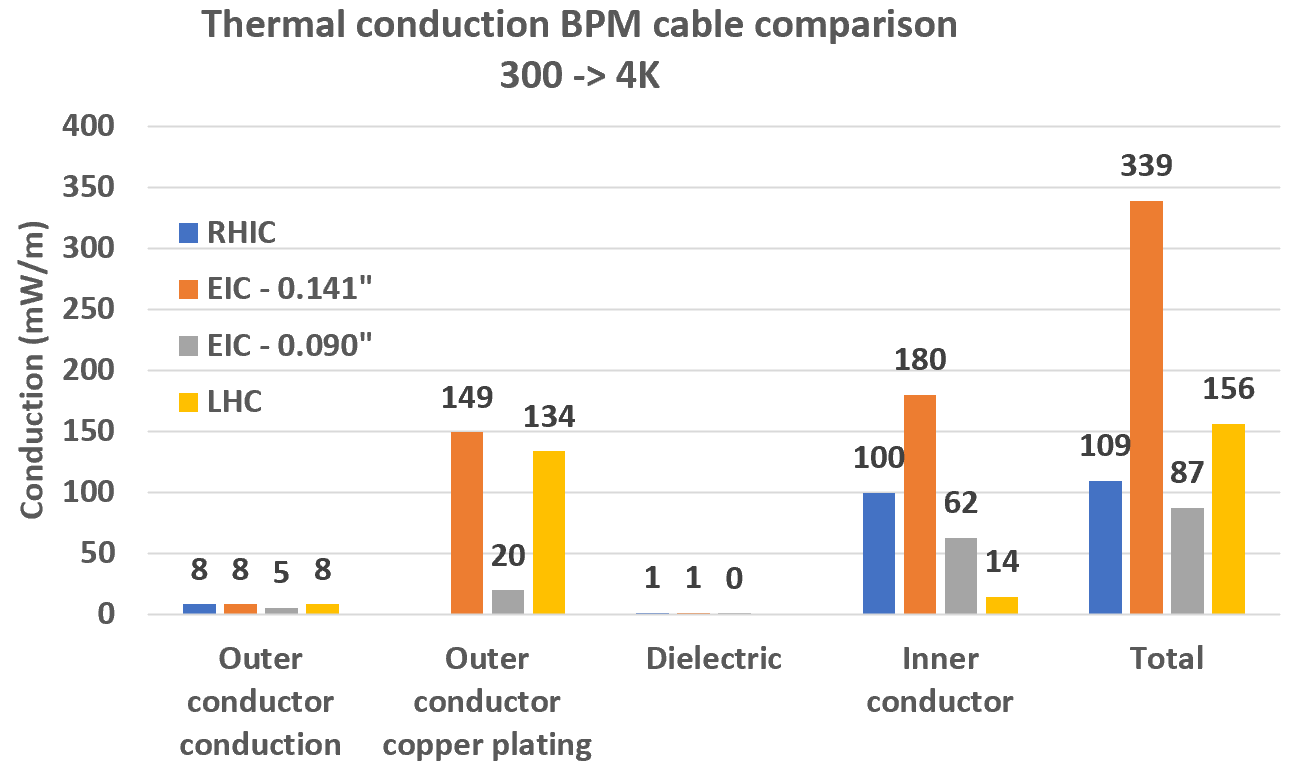 Thermal conduction BPM cable comparison
300 -> 4K
400
350
300
250
200
150
100
50
0
Conduction (mW/m)
RHIC
EIC - 0.141"
EIC - 0.090"
LHC
8 8 5 8
149 20 134
1 1 0
100 180 62 14
109 339 87 156
Outer
conductor
conduction
Outer
conductor
copper plating
Dielectric
Inner
conductor
Total